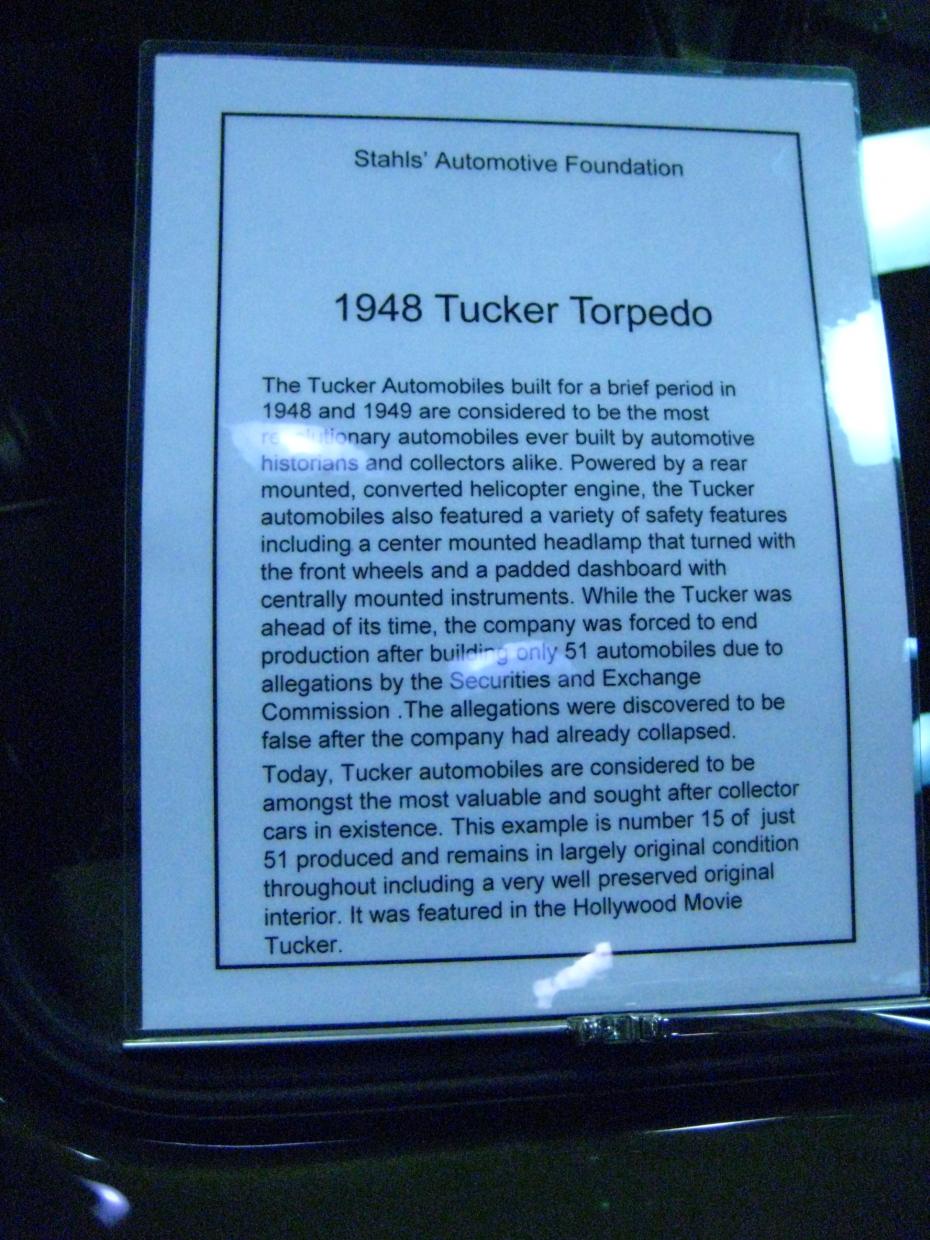 Stahls' Automotive Foundation
1948 Tucker Torpedo
The Tucker Automobiles built for a brief period in
1948 and 1949 are considered to be the most
revolutionary automobiles ever built by automotive
historians and collectors alike. Powered by a rear
mounted, converted helicopter engine, the Tucker
automobiles also featured a variety of safety features
including a center mounted headlamp that turned with
the front wheels and a padded dashboard with
centrally mounted instruments. While the Tucker was
ahead of its time, the company was forced to end
production after building only 51 automobiles due to
allegations by the Securities and Exchange
Commission .The allegations were discovered to be
false after the company had already collapsed.
Today, Tucker automobiles are considered to be
amongst the most valuable and sought after collector
cars in existence. This example is number 15 of just
51 produced and remains in largely original condition
throughout including a very well preserved original
interior. It was featured in the Hollywood Movie
Tucker.